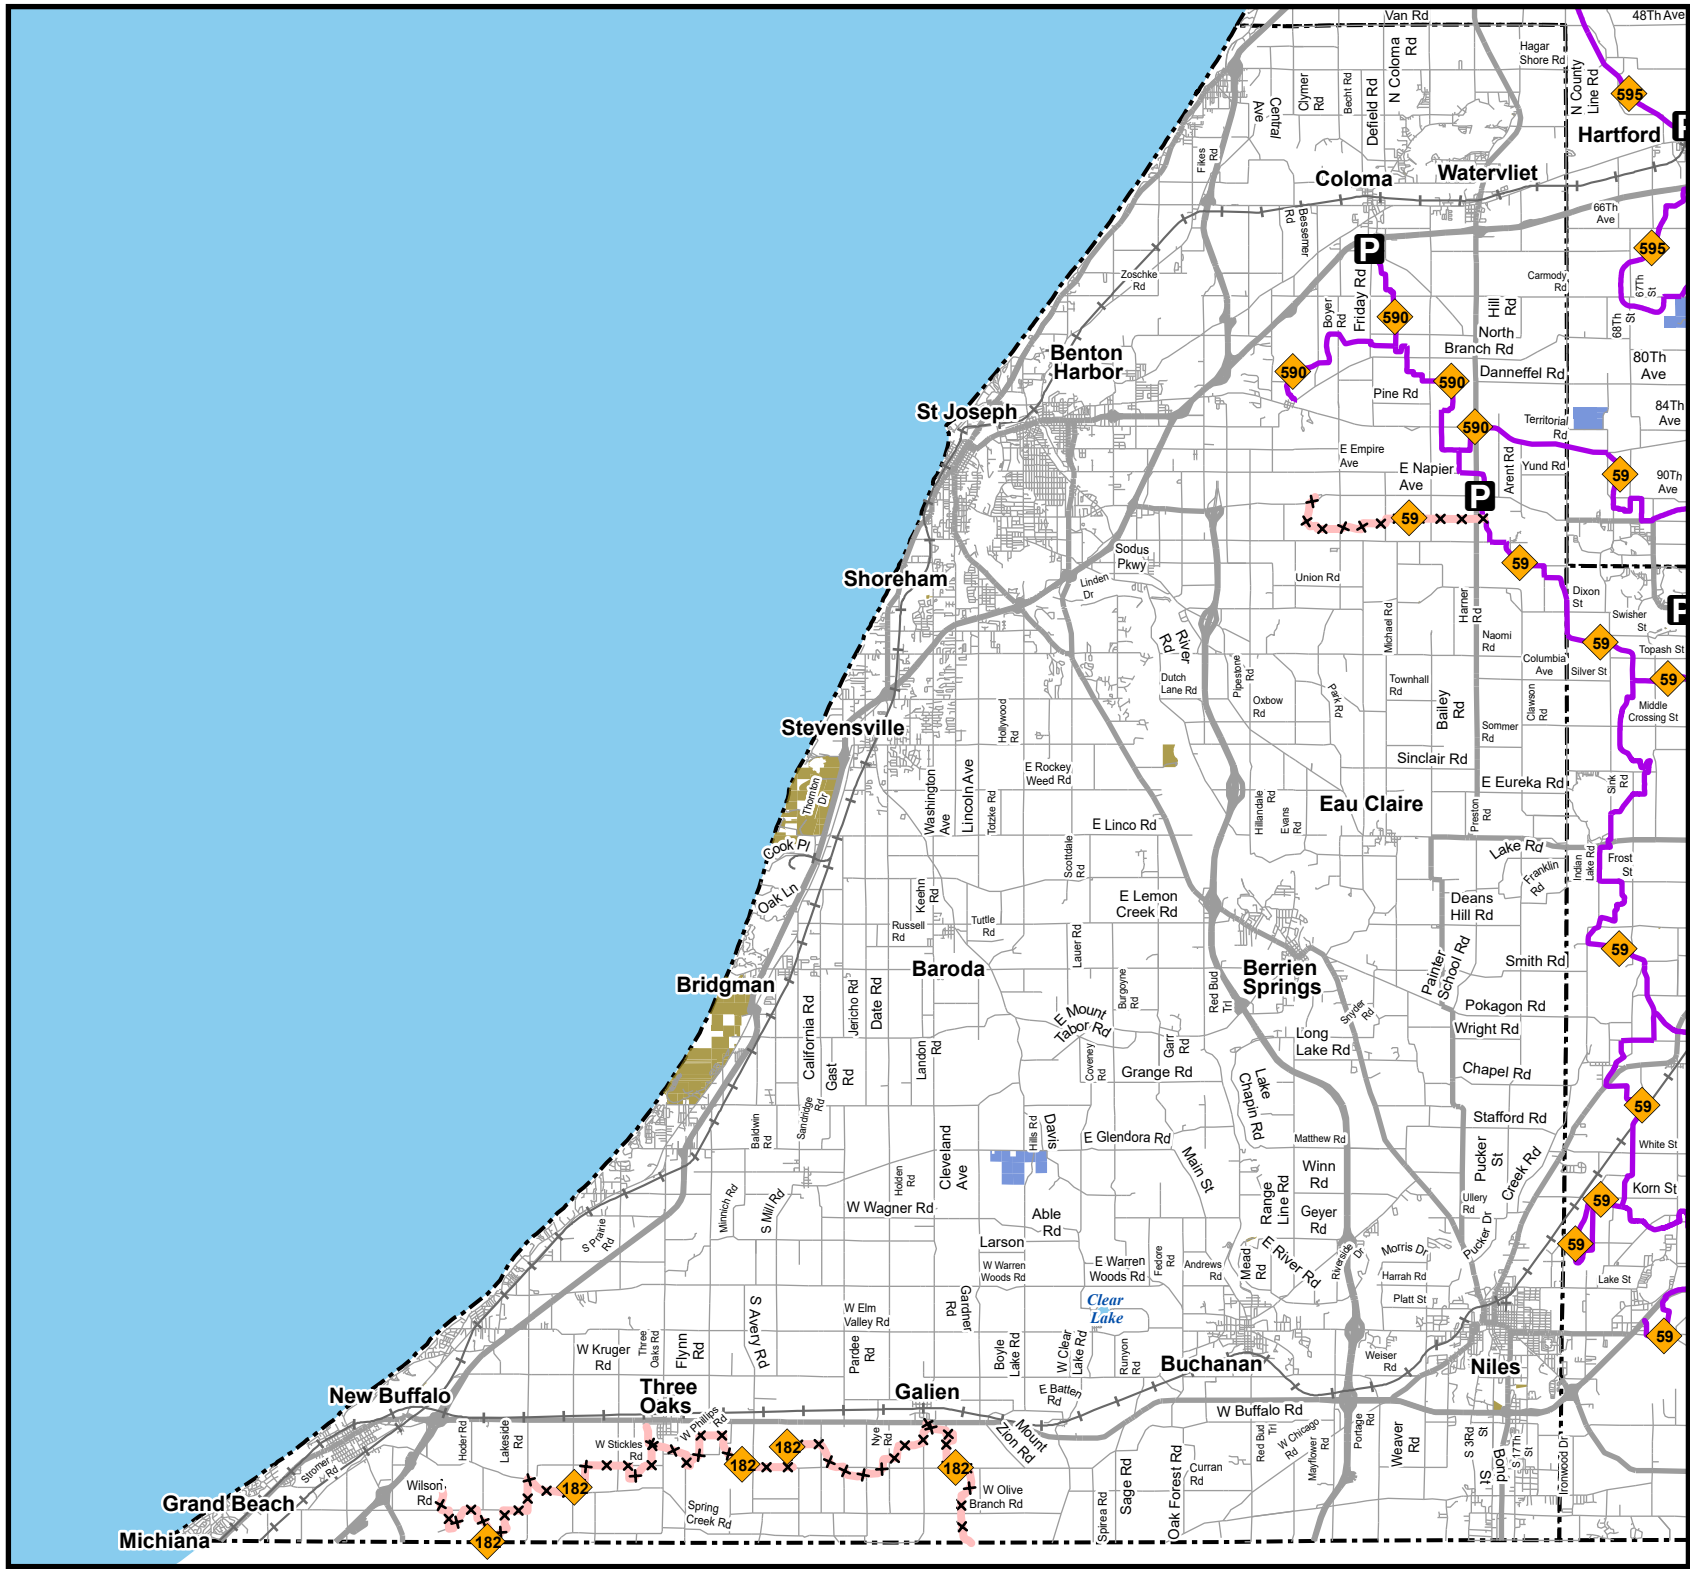 Van Rd
48Th Ave
Hagar
Shore Rd
N Coloma
Rd
Central
Ave
Clymer
Rd
Becht Rd
Defield Rd
N County
Line Rd
595
Hartford
P
Fikes
Rd
Coloma
Watervliet
66Th
Ave
Bessemer
Rd
P
595
Zoschke
Rd
Carmody
Rd
67Th
St
68Th
St
Boyer
Rd
Friday Rd
590
Hill
Rd
North
Branch Rd
Benton
Harbor
80Th
Ave
590
590
Danneffel Rd
Pine Rd
St Joseph
84Th
Ave
Territorial
Rd
590
E Empire
Ave
E Napier
Ave
Arent Rd
Yund Rd
59
90Th
Ave
P
59
Sodus
Pkwy
59
Shoreham
Linden
Dr
Union Rd
Dixon
St
P
Swisher
St
Michael Rd
Harner
Rd
Naomi
Rd
River
Rd
59
Topash St
Columbia
Ave
Silver St
59
Pipestone
Rd
Dutch
Lane Rd
Oxbow
Rd
Park Rd
Townhall
Rd
Bailey
Rd
Clawson
Rd
Middle
Crossing St
Hollywood
Rd
Stevensville
Sommer
Rd
Sinclair Rd
E Rockey
Weed Rd
Thornton
Dr
E Eureka Rd
Sink
Rd
Washington
Ave
Lincoln Ave
Totzke Rd
Hillandale
Rd
Evans
Rd
Eau Claire
Preston
Rd
E Linco Rd
Cook Pl
Scottdale
Rd
Lake Rd
Indian
Lake Rd
Frost
St
Franklin
Rd
Oak Ln
Keehn
Rd
E Lemon
Creek Rd
Deans
Hill Rd
Russell
Rd
Tuttle
Rd
Lauer Rd
59
Painter
School Rd
Smith Rd
Bridgman
Baroda
Berrien
Springs
Burgoyne
Rd
Red Bud
Trl
California Rd
Jericho Rd
Date Rd
Snyder
Rd
Pokagon Rd
E Mount
Tabor Rd
Wright Rd
Long
Lake Rd
Landon
Rd
Garr
Rd
Coveney
Rd
Gast
Rd
Grange Rd
Chapel Rd
Lake
Chapin Rd
59
Baldwin
Rd
Sandridge
Rd
Stafford Rd
Hills Rd
Davis
E Glendora Rd
Matthew Rd
White St
Cleveland
Ave
Pucker
St
Creek Rd
Holden
Rd
Main St
Winn
Rd
Korn St
Minnich Rd
S Mill Rd
Range
Line Rd
Ullery
Rd
59
W Wagner Rd
Able
Rd
Geyer
Rd
S Prairie
Rd
Pucker Dr
59
Larson
E River Rd
Riverside
Dr
Morris Dr
W Warren
Woods Rd
E Warren
Woods Rd
Fedore
Rd
Andrews
Rd
Mead
Rd
Harrah Rd
Lake St
Clear
Lake
Platt St
Gardner
Rd
S Avery Rd
W Elm
Valley Rd
59
W Kruger
Rd
Three
Oaks Rd
Flynn
Rd
Pardee
Rd
Boyle
Lake Rd
W Clear
Lake Rd
Runyon
Rd
Weiser
Rd
Buchanan
Niles
New Buffalo
Three
Oaks
Galien
E Batten
Rd
W Buffalo Rd
Hoder Rd
Lakeside
Rd
W Phillips
Rd
Nye
Rd
Mount
Zion Rd
Red Bud
Trl
W Chicago
Rd
Portage
Rd
Weaver
Rd
S 3Rd
St
S 17Th
St
Bond
St
Ironwood Dr
W Stickles
Rd
182
182
182
Stromer
Rd
Curran
Rd
Mayflower
Rd
Wilson
Rd
182
W Olive
Branch Rd
Sage Rd
Oak Forest Rd
Spirea Rd
Grand Beach
Spring
Creek Rd
Michiana
182